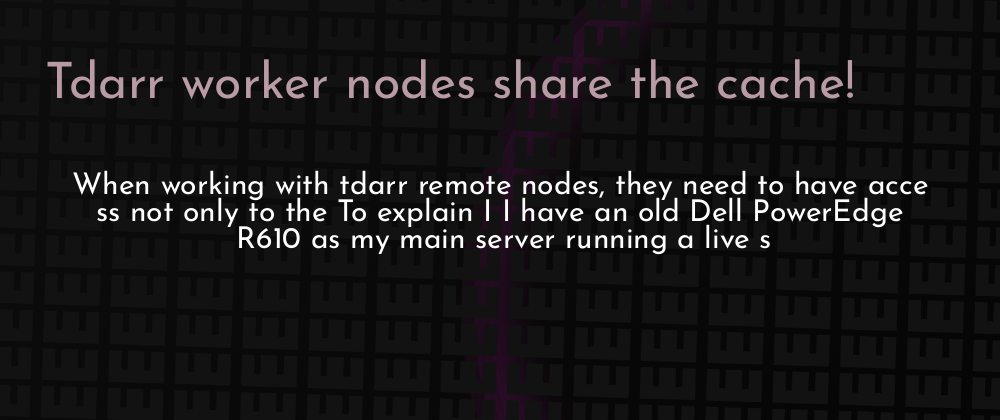 Tdarr worker nodes share the cache!
When working with tdarr remote nodes, they need to have acce
ss not only to the To explain I I have an old Dell PowerEdge
R610 as my main server running a live s